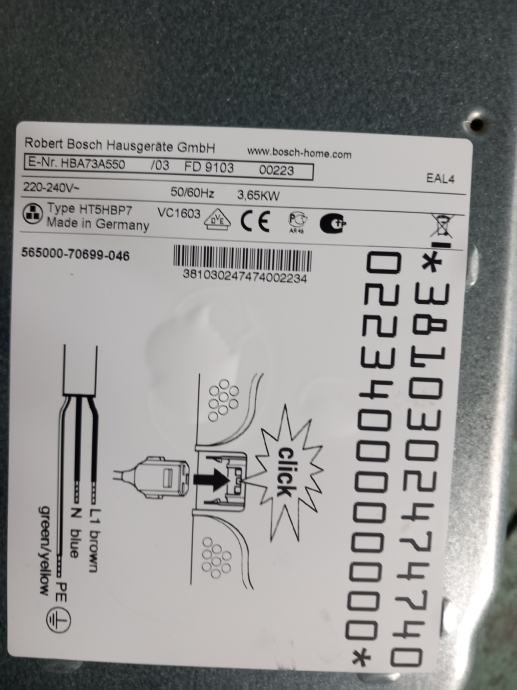 Robert Bosch Hausgeräte GmbH www.bosch-home.com
E-Nr. HBA73A550 /03 FD 9103 00223
EAL4
220-240V~ 50/60Hz 3,65KW
Type HT5HBP7 VC1603
Made in Germany
565000-70699-046
381030247474002234
*3810302474740
0223400000000*
click
L1 brown
N blue
PE
green/yellow